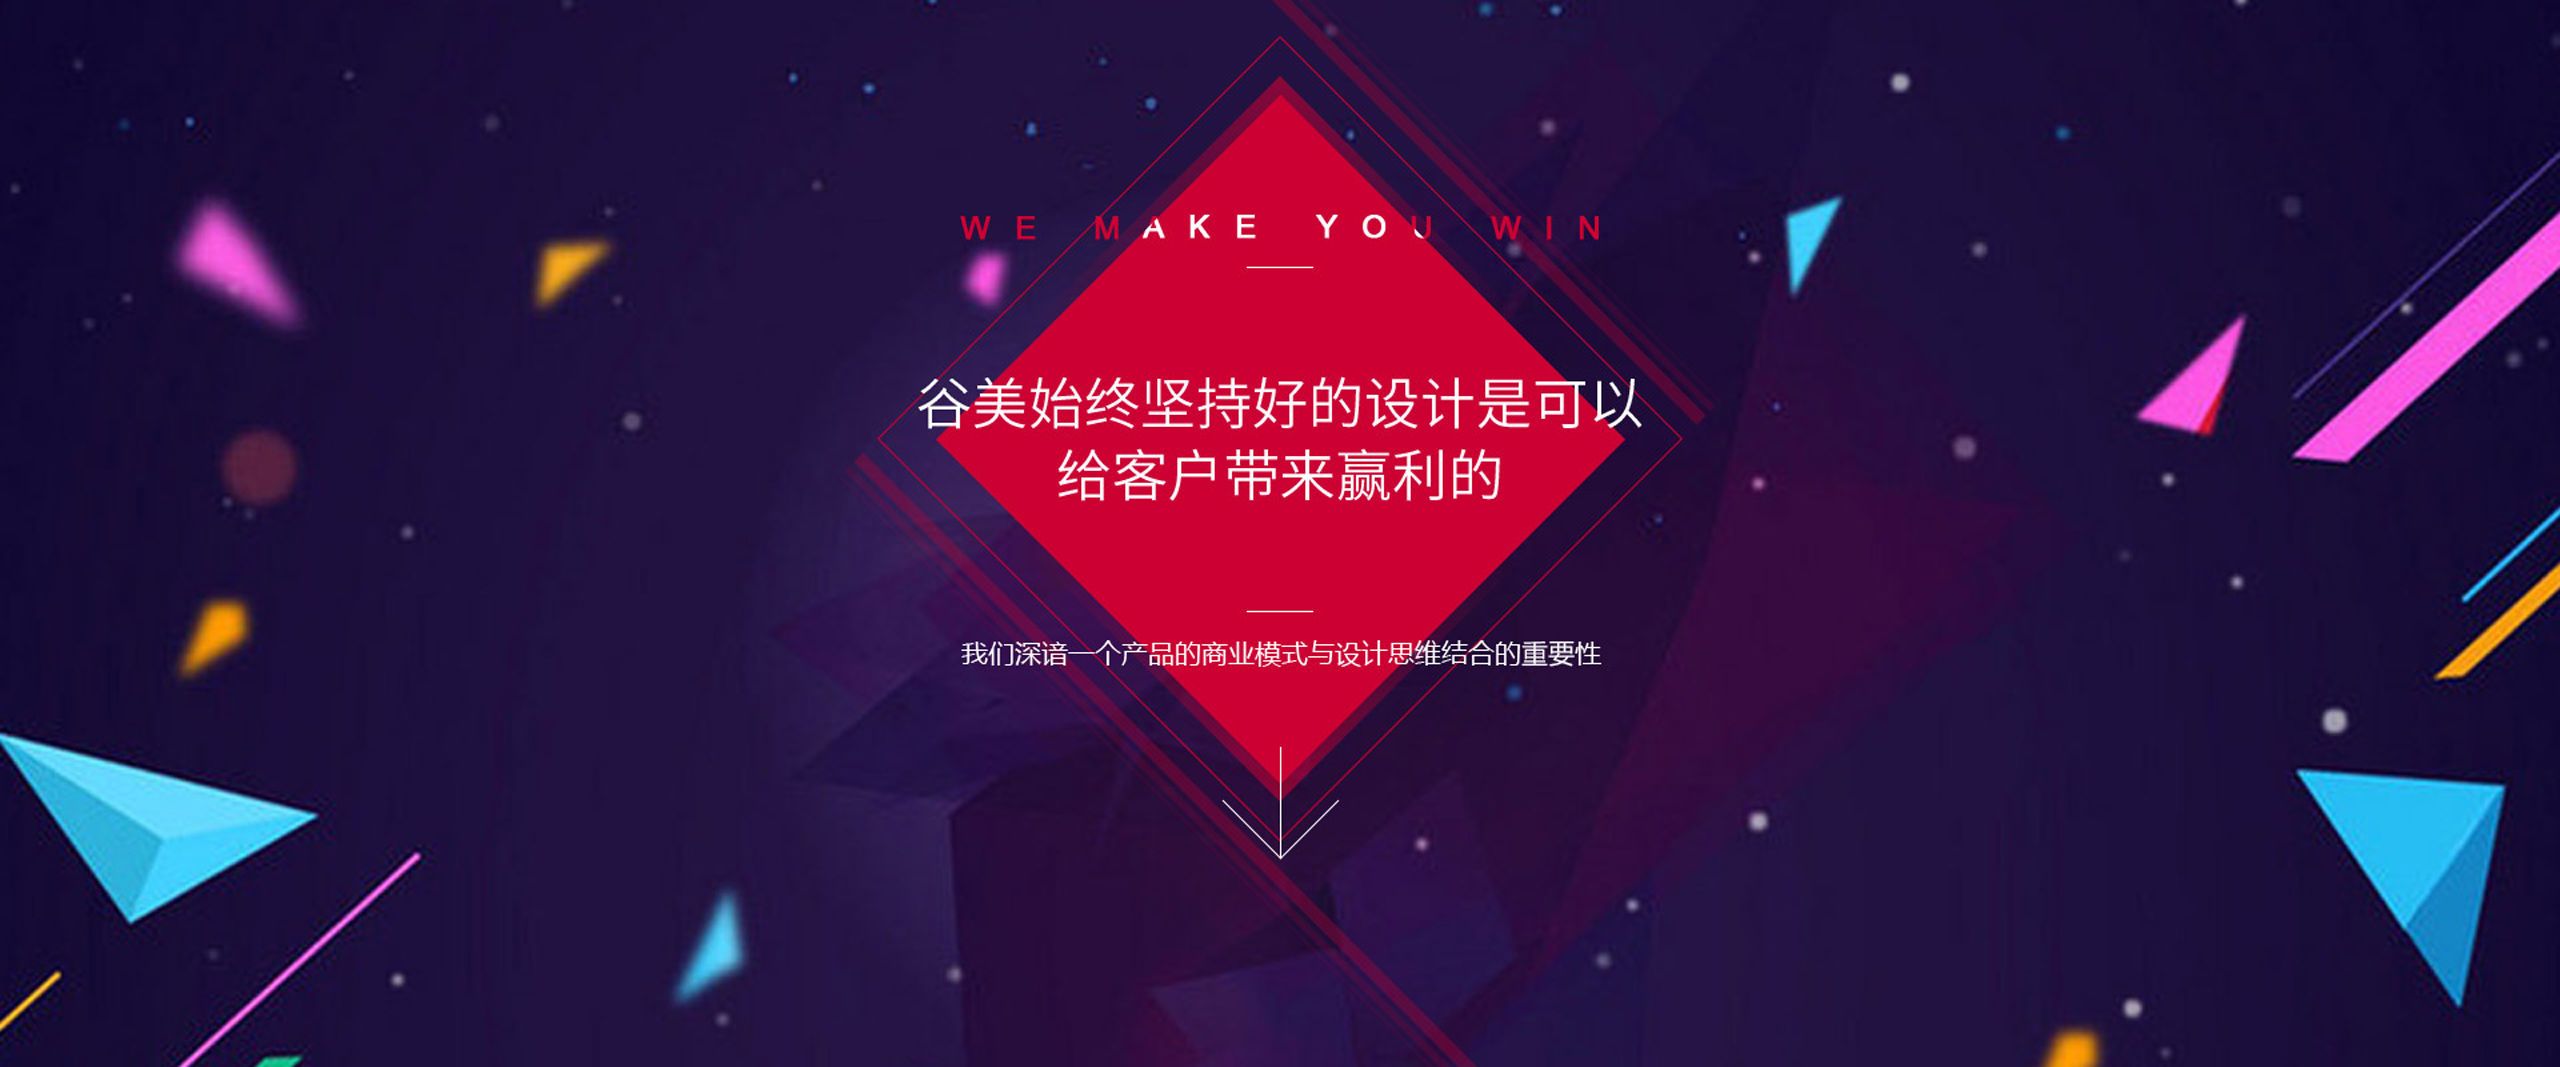 WE MAKE YOU WIN
谷美始终坚持好的设计是可以
给客户带来赢利的
我们深谙一个产品的商业模式与设计思维结合的重要性